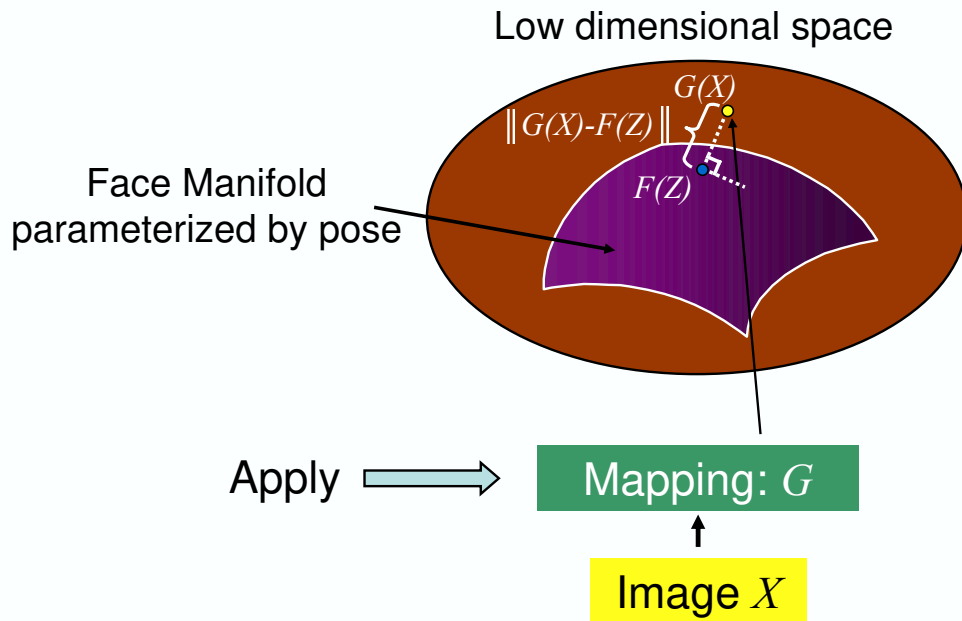 Low dimensional space
G(X)
‖G(X)-F(Z)‖
F(Z)
Face Manifold
parameterized by pose
Apply
Mapping: G
Image X